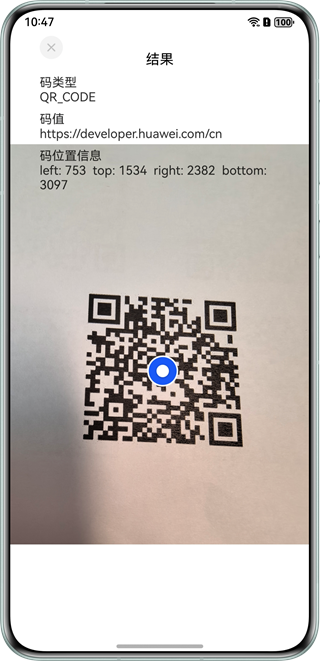 10:47
100
结果
码类型
QR_CODE
码值
https://developer.huawei.com/cn
码位置信息
left: 753 top: 1534 right: 2382 bottom:
3097